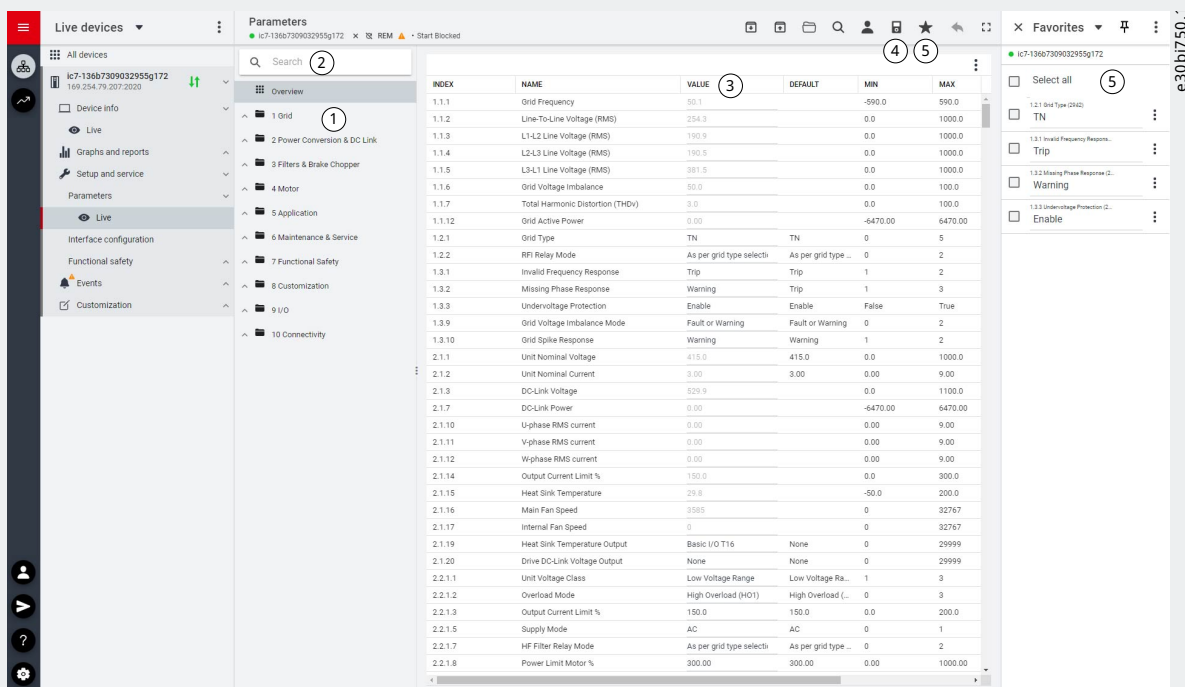 Live devices
All devices
ic7-136b7309032955g172
169.254.79.207:2020
Device info
Live
Graphs and reports
Setup and service
Parameters
Live
Interface configuration
Functional safety
Events
Customization
Parameters
ic7-136b7309032955g172 × REM • Start Blocked
4 5
Search 2
Overview
1 Grid 1
2 Power Conversion & DC Link
3 Filters & Brake Chopper
4 Motor
5 Application
6 Maintenance & Service
7 Functional Safety
8 Customization
9 I/O
10 Connectivity
INDEX NAME VALUE 3 DEFAULT MIN MAX
1.1.1 Grid Frequency 50.1 -590.0 590.0
1.1.2 Line-To-Line Voltage (RMS) 254.3 0.0 1000.0
1.1.3 L1-L2 Line Voltage (RMS) 190.9 0.0 1000.0
1.1.4 L2-L3 Line Voltage (RMS) 190.5 0.0 1000.0
1.1.5 L3-L1 Line Voltage (RMS) 381.5 0.0 1000.0
1.1.6 Grid Voltage Imbalance 50.0 0.0 100.0
1.1.7 Total Harmonic Distortion (THDv) 3.0 0.0 100.0
1.1.12 Grid Active Power 0.00 -6470.00 6470.00
1.2.1 Grid Type TN TN 0 5
1.2.2 RFI Relay Mode As per grid type selecti As per grid type ... 0 2
1.3.1 Invalid Frequency Response Trip Trip 1 2
1.3.2 Missing Phase Response Warning Trip 1 3
1.3.3 Undervoltage Protection Enable Enable False True
1.3.9 Grid Voltage Imbalance Mode Fault or Warning Fault or Warning 0 2
1.3.10 Grid Spike Response Warning Warning 1 2
2.1.1 Unit Nominal Voltage 415.0 415.0 0.0 1000.0
2.1.2 Unit Nominal Current 3.00 3.00 0.00 9.00
2.1.3 DC-Link Voltage 529.9 0.0 1100.0
2.1.7 DC-Link Power 0.00 -6470.00 6470.00
2.1.10 U-phase RMS current 0.00 0.00 9.00
2.1.11 V-phase RMS current 0.00 0.00 9.00
2.1.12 W-phase RMS current 0.00 0.00 9.00
2.1.14 Output Current Limit % 150.0 0.0 300.0
2.1.15 Heat Sink Temperature 29.8 -50.0 200.0
2.1.16 Main Fan Speed 3585 0 32767
2.1.17 Internal Fan Speed 0 0 32767
2.1.19 Heat Sink Temperature Output Basic I/O T16 None 0 29999
2.1.20 Drive DC-Link Voltage Output None None 0 29999
2.2.1.1 Unit Voltage Class Low Voltage Range Low Voltage Ra... 1 3
2.2.1.2 Overload Mode High Overload (HO1) High Overload (... 0 3
2.2.1.3 Output Current Limit % 150.0 150.0 0.0 200.0
2.2.1.5 Supply Mode AC AC 0 1
2.2.1.7 HF Filter Relay Mode As per grid type selecti As per grid type ... 0 2
2.2.1.8 Power Limit Motor % 300.00 300.00 0.00 1000.00
× Favorites
ic7-136b7309032955g172
Select all 5
1.2.1 Grid Type (2942)
TN
1.3.1 Invalid Frequency Respons...
Trip
1.3.2 Missing Phase Response (2...
Warning
1.3.3 Undervoltage Protection (2...
Enable
e30bi750.